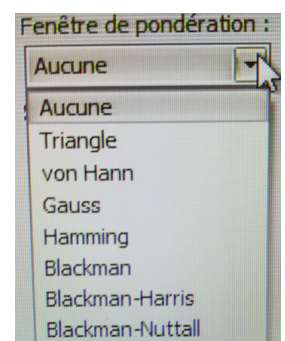 Fenêtre de pondération :
Aucune
Aucune
Triangle
von Hann
Gauss
Hamming
Blackman
Blackman-Harris
Blackman-Nuttall